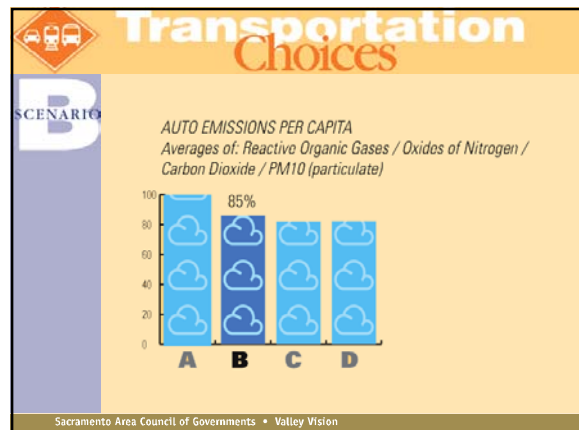 Transportation
Choices
B
SCENARIO
AUTO EMISSIONS PER CAPITA
Averages of: Reactive Organic Gases / Oxides of Nitrogen /
Carbon Dioxide / PM10 (particulate)
100
80
60
40
20
0
85%
A B C D
Sacramento Area Council of Governments • Valley Vision